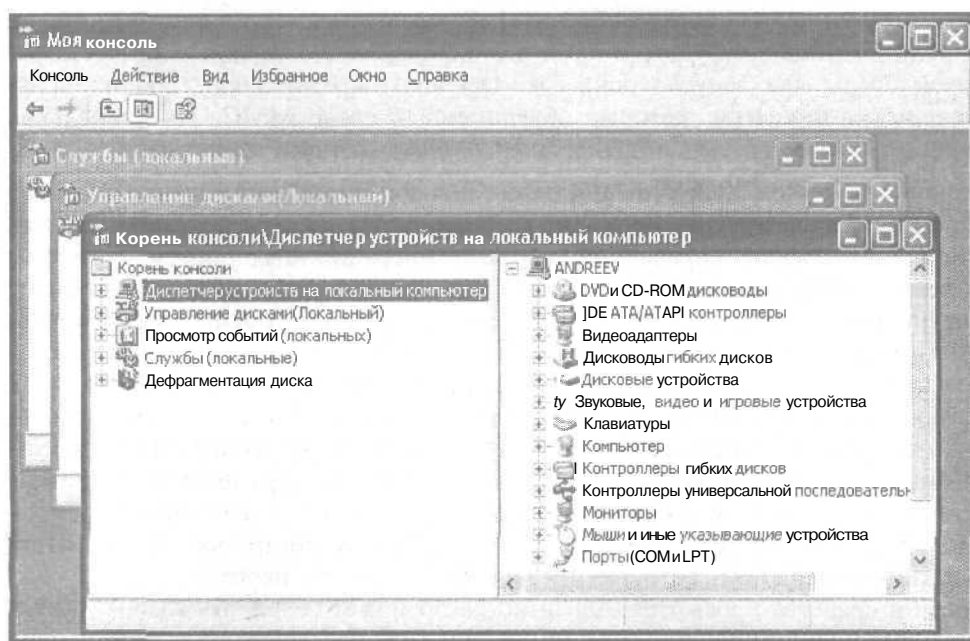 Моя консоль
Консоль Действие Вид Избранное Окно Справка
Службы (локальные)
Управление дисками(Локальный)
Корень консоли\Диспетчер устройств на локальный компьютер
Корень консоли
Диспетчер устройств на локальный компьютер
Управление дисками(Локальный)
Просмотр событий (локальных)
Службы (локальные)
Дефрагментация диска
ANDREEV
DVD и CD-ROM дисководы
]DE ATA/ATAPI контроллеры
Видеоадаптеры
Дисководы гибких дисков
Дисковые устройства
ty Звуковые, видео и игровые устройства
Клавиатуры
Компьютер
Контроллеры гибких дисков
Контроллеры универсальной последователь
Мониторы
Мыши и иные указывающие устройства
Порты (COM и LPT)